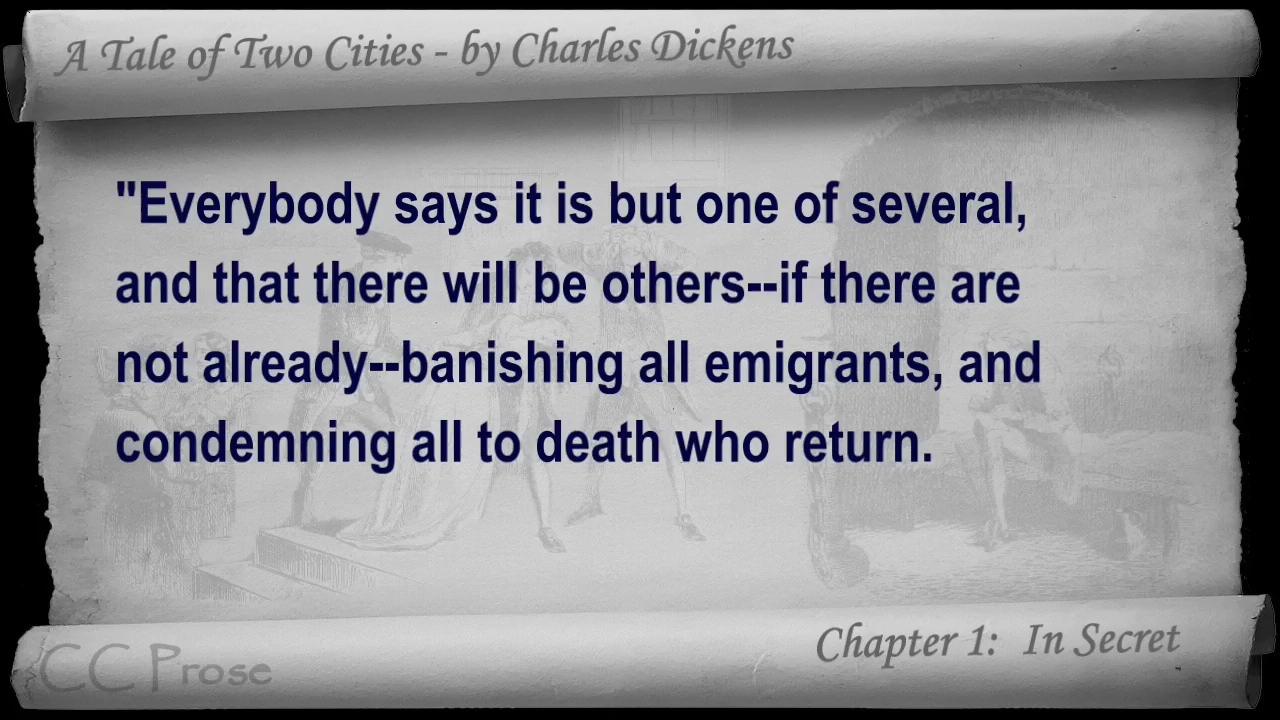 A Tale of Two Cities - by Charles Dickens
"Everybody says it is but one of several,
and that there will be others--if there are
not already--banishing all emigrants, and
condemning all to death who return.
Chapter 1: In Secret
CC Prose